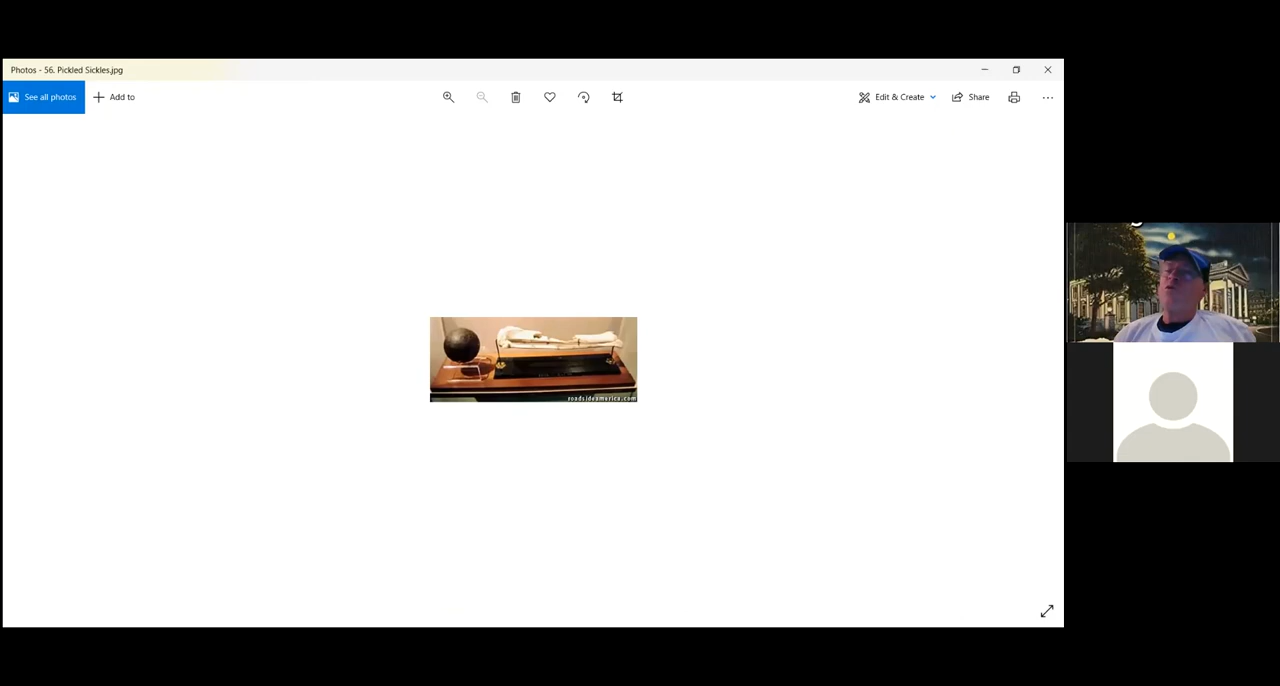 Photos - 56. Pickled Sickles.jpg
See all photos
Add to
Edit & Create
Share
roadsideamerica.com